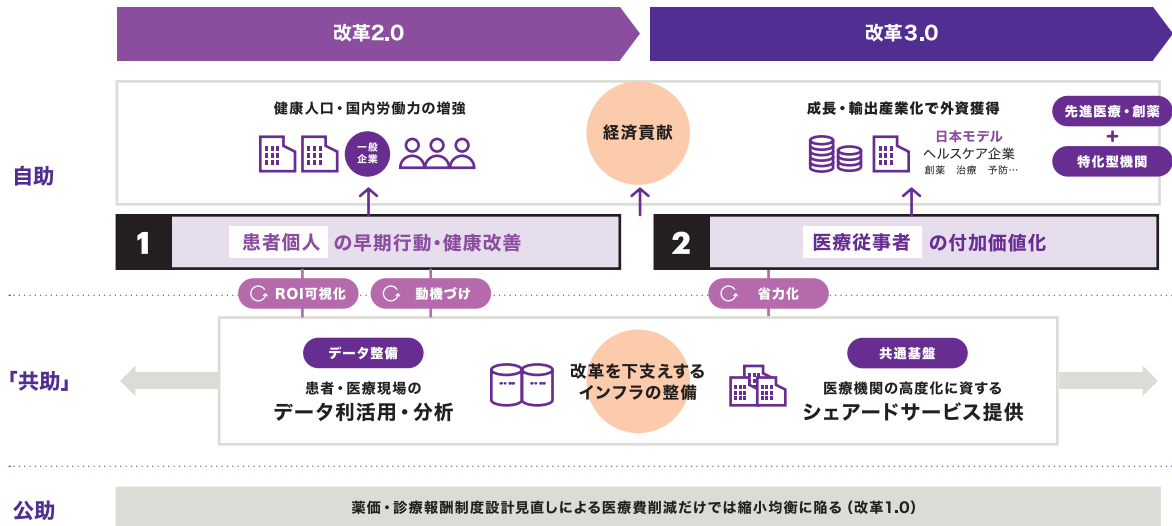 改革2.0
改革3.0
自助
健康人口・国内労働力の増強
一般
企業
経済貢献
成長・輸出産業化で外資獲得
日本モデル
ヘルスケア企業
創薬 治療 予防…
先進医療・創薬
+
特化型機関
1 患者個人 の早期行動・健康改善
2 医療従事者 の付加価値化
ROI可視化
動機づけ
省力化
「共助」
データ整備
患者・医療現場の
データ利活用・分析
改革を下支えする
インフラの整備
共通基盤
医療機関の高度化に資する
シェアードサービス提供
公助
薬価・診療報酬制度設計見直しによる医療費削減だけでは縮小均衡に陥る(改革1.0)